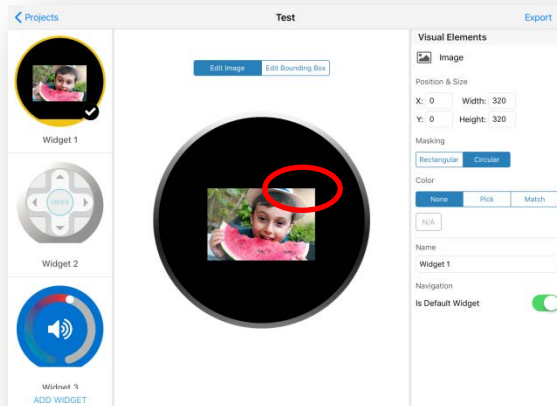 Projects
Test
Export
Widget 1
ENTER
Widget 2
Widget 3
ADD WIDGET
Edit Image
Edit Bounding Box
Visual Elements
Image
Position & Size
X: 0 Width: 320
Y: 0 Height: 320
Masking
Rectangular Circular
Color
None Pick Match
N/A
Name
Widget 1
Navigation
Is Default Widget